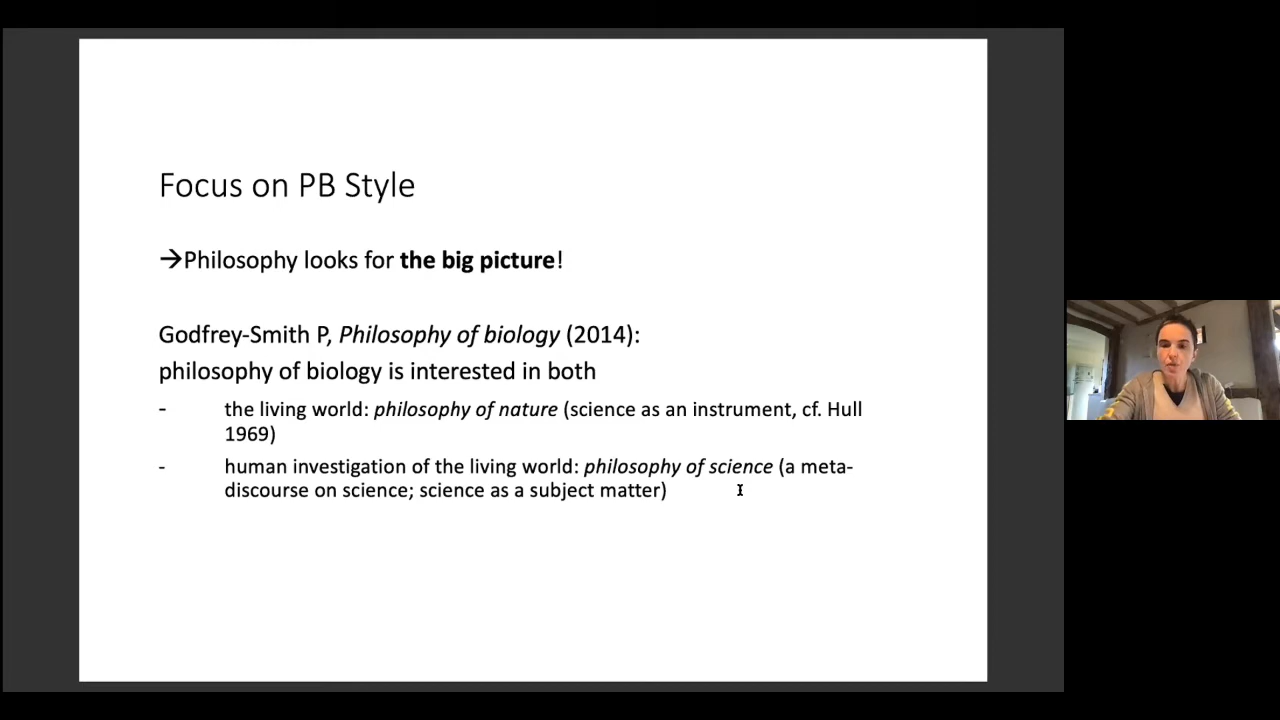 Focus on PB Style
→Philosophy looks for the big picture!
Godfrey-Smith P, Philosophy of biology (2014):
philosophy of biology is interested in both
- the living world: philosophy of nature (science as an instrument, cf. Hull
1969)
- human investigation of the living world: philosophy of science (a meta-
discourse on science; science as a subject matter)